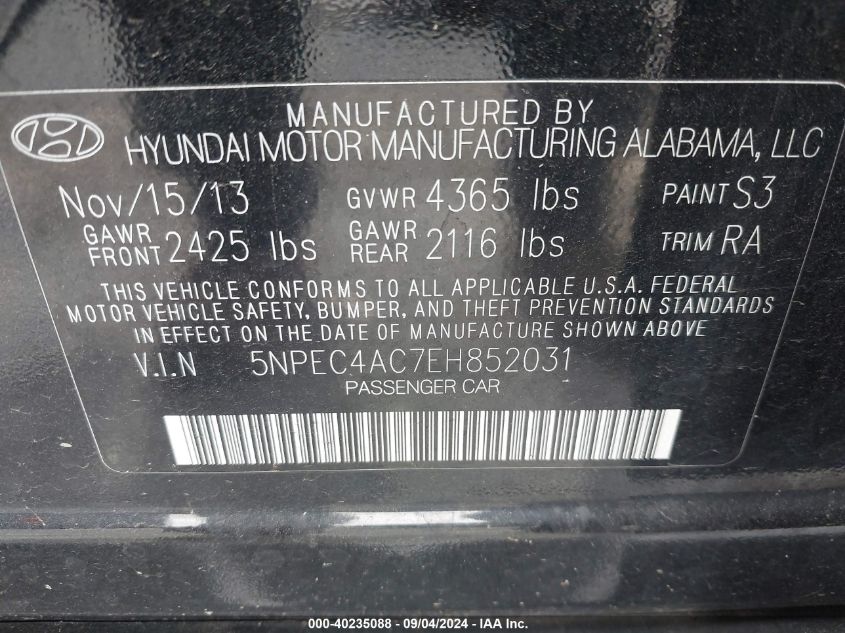 MANUFACTURED BY
HYUNDAI MOTOR MANUFACTURING ALABAMA, LLC
Nov/15/13 GVWR 4365 lbs PAINT S3
GAWR FRONT 2425 lbs GAWR REAR 2116 lbs TRIM RA
THIS VEHICLE CONFORMS TO ALL APPLICABLE U.S.A. FEDERAL
MOTOR VEHICLE SAFETY, BUMPER, AND THEFT PREVENTION STANDARDS
IN EFFECT ON THE DATE OF MANUFACTURE SHOWN ABOVE
V.I.N 5NPEC4AC7EH852031
PASSENGER CAR
000-40235088 - 09/04/2024 - IAA Inc.